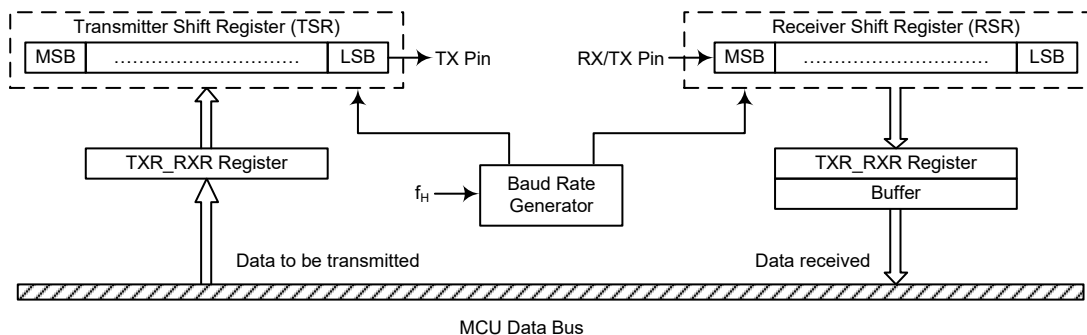 Transmitter Shift Register (TSR)
MSB ………………………… LSB
TX Pin
RX/TX Pin
Receiver Shift Register (RSR)
MSB ………………………… LSB
TXR_RXR Register
fH
Baud Rate
Generator
TXR_RXR Register
Buffer
Data to be transmitted
Data received
MCU Data Bus